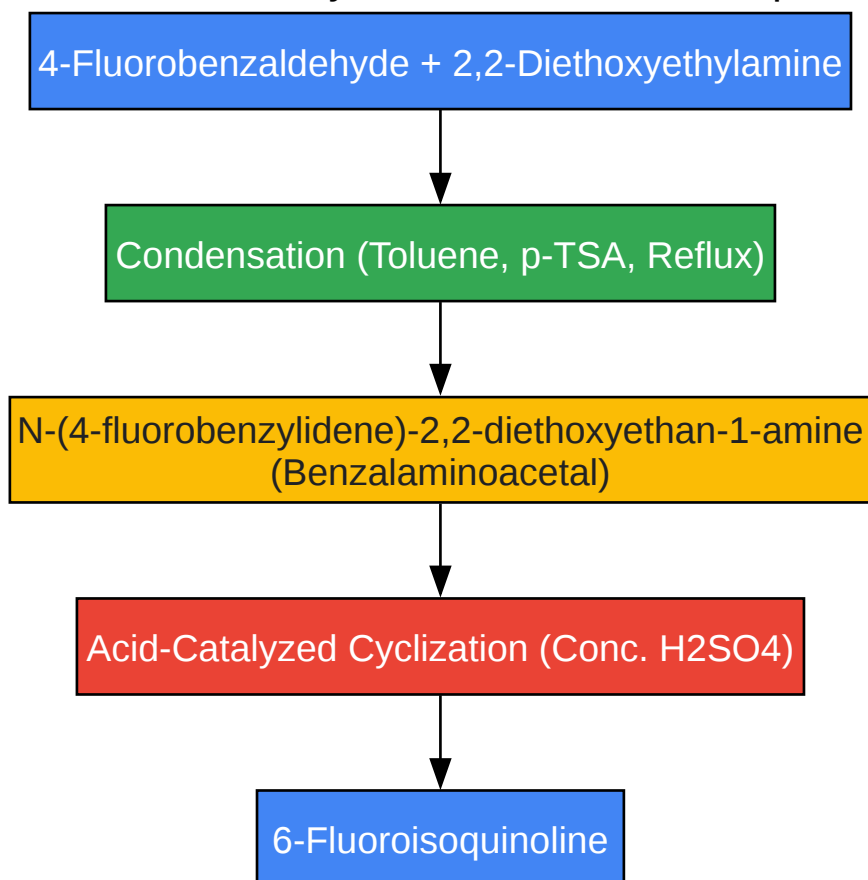 4-Fluorobenzaldehyde + 2,2-Diethoxyethylamine
Condensation (Toluene, p-TSA, Reflux)
N-(4-fluorobenzylidene)-2,2-diethoxyethan-1-amine
(Benzalaminoacetal)
Acid-Catalyzed Cyclization (Conc. H2SO4)
6-Fluoroisoquinoline